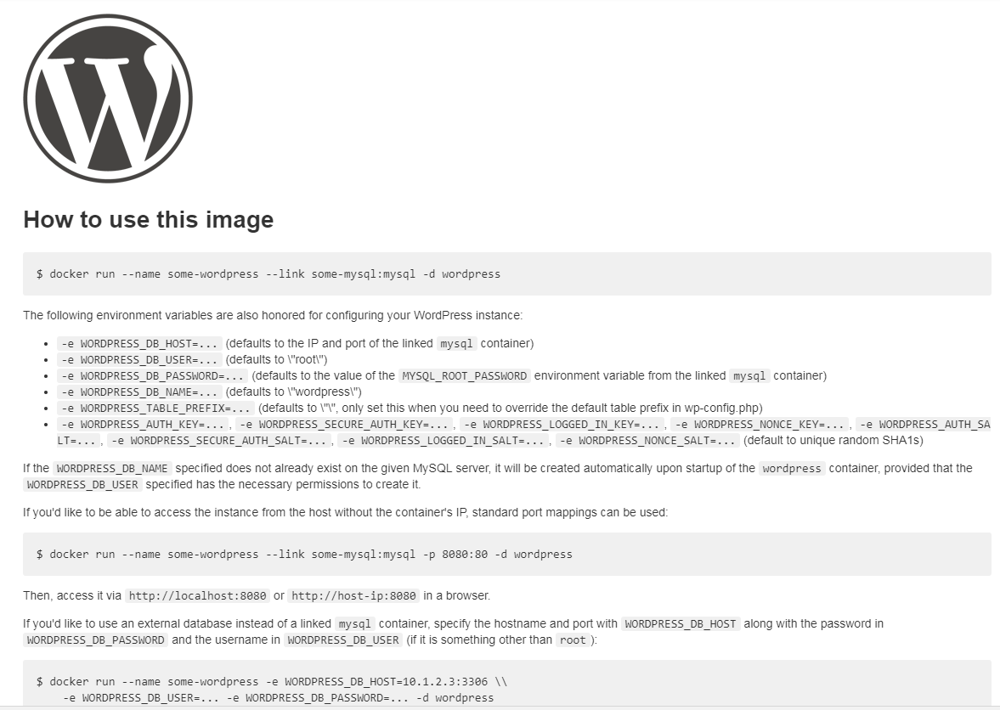 W
How to use this image
$ docker run --name some-wordpress --link some-mysql:mysql -d wordpress
The following environment variables are also honored for configuring your WordPress instance:
• -e WORDPRESS_DB_HOST=... (defaults to the IP and port of the linked mysql container)
• -e WORDPRESS_DB_USER=... (defaults to \"root\")
• -e WORDPRESS_DB_PASSWORD=... (defaults to the value of the MYSQL_ROOT_PASSWORD environment variable from the linked mysql container)
• -e WORDPRESS_DB_NAME=... (defaults to \"wordpress\")
• -e WORDPRESS_TABLE_PREFIX=... (defaults to \"\", only set this when you need to override the default table prefix in wp-config.php)
• -e WORDPRESS_AUTH_KEY=..., -e WORDPRESS_SECURE_AUTH_KEY=..., -e WORDPRESS_LOGGED_IN_KEY=..., -e WORDPRESS_NONCE_KEY=..., -e WORDPRESS_AUTH_SA
LT=..., -e WORDPRESS_SECURE_AUTH_SALT=..., -e WORDPRESS_LOGGED_IN_SALT=..., -e WORDPRESS_NONCE_SALT=... (default to unique random SHA1s)
If the WORDPRESS_DB_NAME specified does not already exist on the given MySQL server, it will be created automatically upon startup of the wordpress container, provided that the
WORDPRESS_DB_USER specified has the necessary permissions to create it.
If you'd like to be able to access the instance from the host without the container's IP, standard port mappings can be used:
$ docker run --name some-wordpress --link some-mysql:mysql -p 8080:80 -d wordpress
Then, access it via http://localhost:8080 or http://host-ip:8080 in a browser.
If you'd like to use an external database instead of a linked mysql container, specify the hostname and port with WORDPRESS_DB_HOST along with the password in
WORDPRESS_DB_PASSWORD and the username in WORDPRESS_DB_USER (if it is something other than root):
$ docker run --name some-wordpress -e WORDPRESS_DB_HOST=10.1.2.3:3306 \\
-e WORDPRESS_DB_USER=... -e WORDPRESS_DB_PASSWORD=... -d wordpress